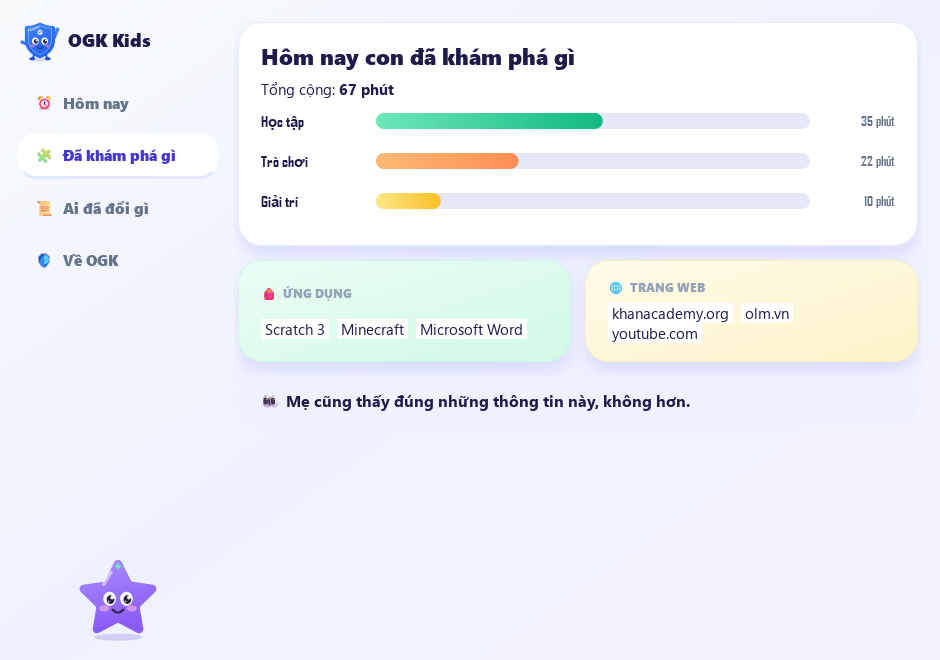 OGK Kids
Hôm nay
Đã khám phá gì
Ai đã đổi gì
Về OGK
Hôm nay con đã khám phá gì
Tổng cộng: 67 phút
Học tập 35 phút
Trò chơi 22 phút
Giải trí 10 phút
ỨNG DỤNG
Scratch 3 Minecraft Microsoft Word
TRANG WEB
khanacademy.org olm.vn
youtube.com
Mẹ cũng thấy đúng những thông tin này, không hơn.